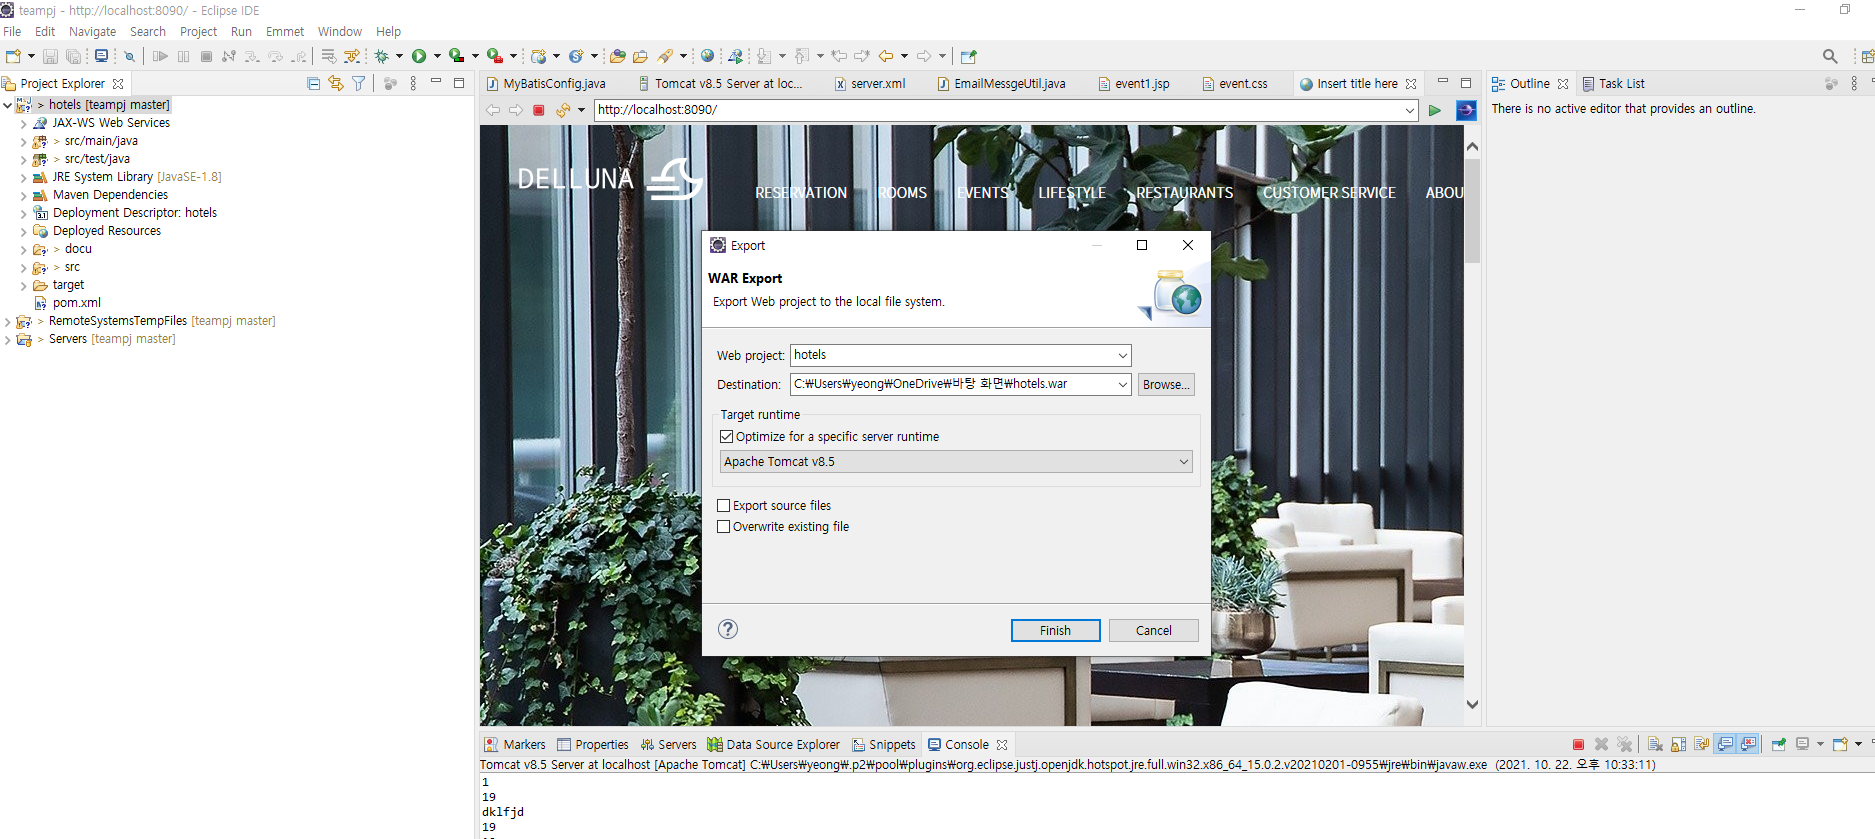 teampj - http://localhost:8090/ - Eclipse IDE
File Edit Navigate Search Project Run Emmet Window Help
Project Explorer
> hotels [teampj master]
JAX-WS Web Services
> src/main/java
> src/test/java
JRE System Library [JavaSE-1.8]
Maven Dependencies
Deployment Descriptor: hotels
Deployed Resources
> docu
> src
target
pom.xml
> RemoteSystemsTempFiles [teampj master]
> Servers [teampj master]
MyBatisConfig.java Tomcat v8.5 Server at loc... server.xml EmailMessgeUtil.java event1.jsp event.css Insert title here
http://localhost:8090/
DELLUNA
RESERVATION ROOMS EVENTS LIFESTYLE RESTAURANTS CUSTOMER SERVICE ABOU
Export
WAR Export
Export Web project to the local file system.
Web project: hotels
Destination: C:₩Users₩yeong₩OneDrive₩바탕 화면₩hotels.war Browse...
Target runtime
Optimize for a specific server runtime
Apache Tomcat v8.5
Export source files
Overwrite existing file
? Finish Cancel
Outline Task List
There is no active editor that provides an outline.
Markers Properties Servers Data Source Explorer Snippets Console
Tomcat v8.5 Server at localhost [Apache Tomcat] C:₩Users₩yeong₩.p2₩pool₩plugins₩org.eclipse.justj.openjdk.hotspot.jre.full.win32.x86_64_15.0.2.v20210201-0955₩jre₩bin₩javaw.exe (2021. 10. 22. 오후 10:33:11)
1
19
dklfjd
19